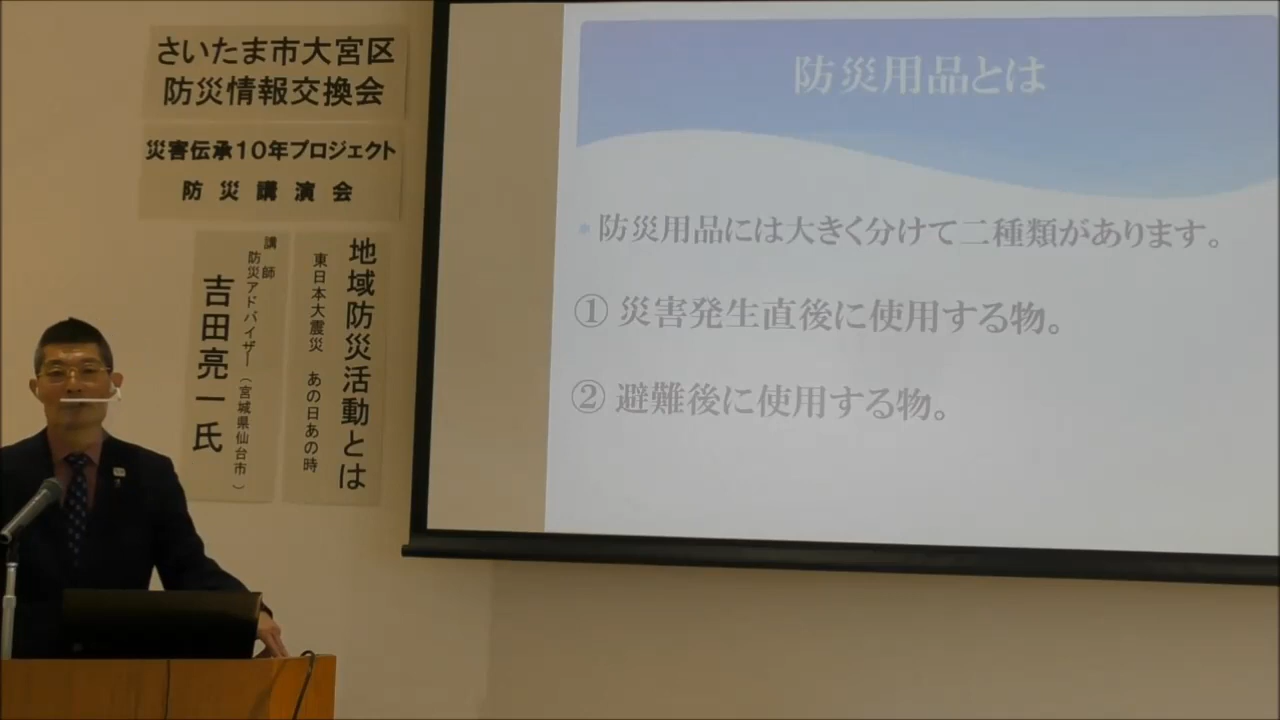 さいたま市大宮区
防災情報交換会
災害伝承10年プロジェクト
防災講演会
地域防災活動とは
東日本大震災 あの日あの時
講師
防災アドバイザー（宮城県仙台市）
吉田亮一氏
防災用品とは
* 防災用品には大きく分けて二種類があります。
① 災害発生直後に使用する物。
② 避難後に使用する物。